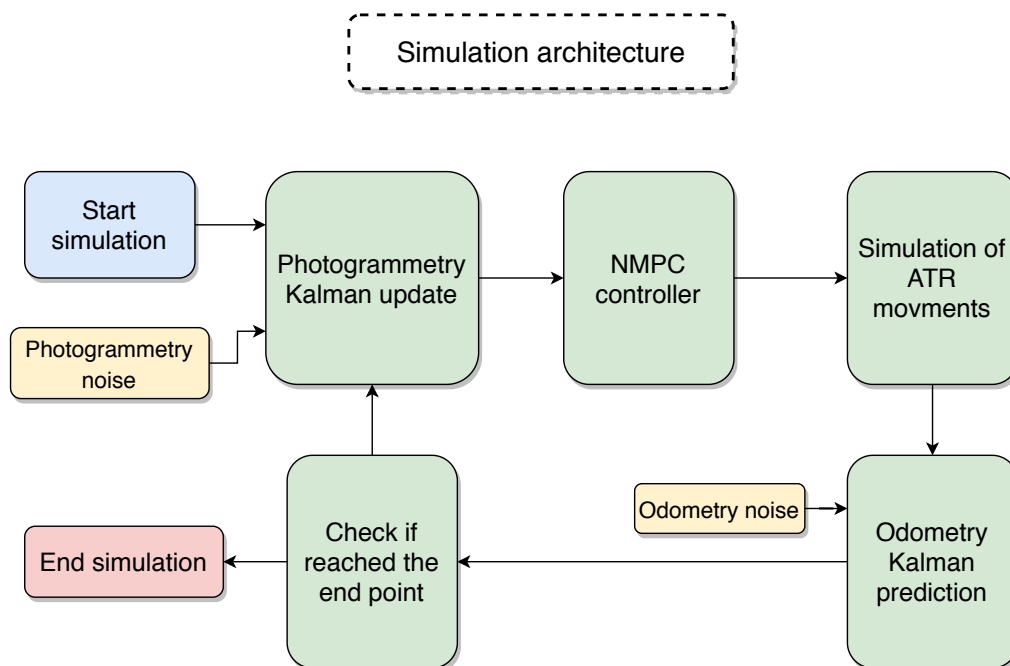 Simulation architecture
Start
simulation
Photogrammetry
Kalman update
NMPC
controller
Simulation of
ATR
movments
Photogrammetry
noise
Odometry noise
End simulation
Check if
reached the
end point
Odometry
Kalman
prediction